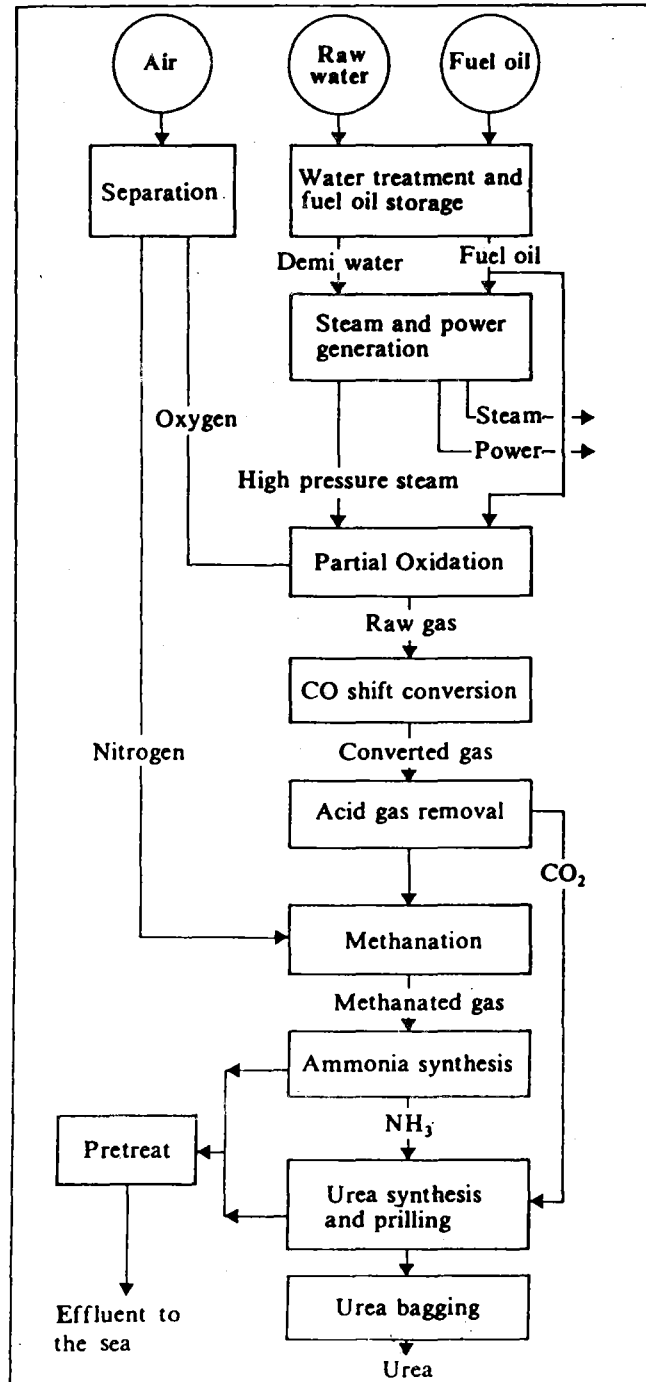 Air
Raw
water
Fuel oil
Separation
Water treatment and
fuel oil storage
Demi water
Fuel oil
Steam and power
generation
Oxygen
Steam
Power
High pressure steam
Partial Oxidation
Raw gas
CO shift conversion
Nitrogen
Converted gas
Acid gas removal
CO₂
Methanation
Methanated gas
Ammonia synthesis
NH₃
Pretreat
Urea synthesis
and prilling
Effluent to
the sea
Urea bagging
Urea